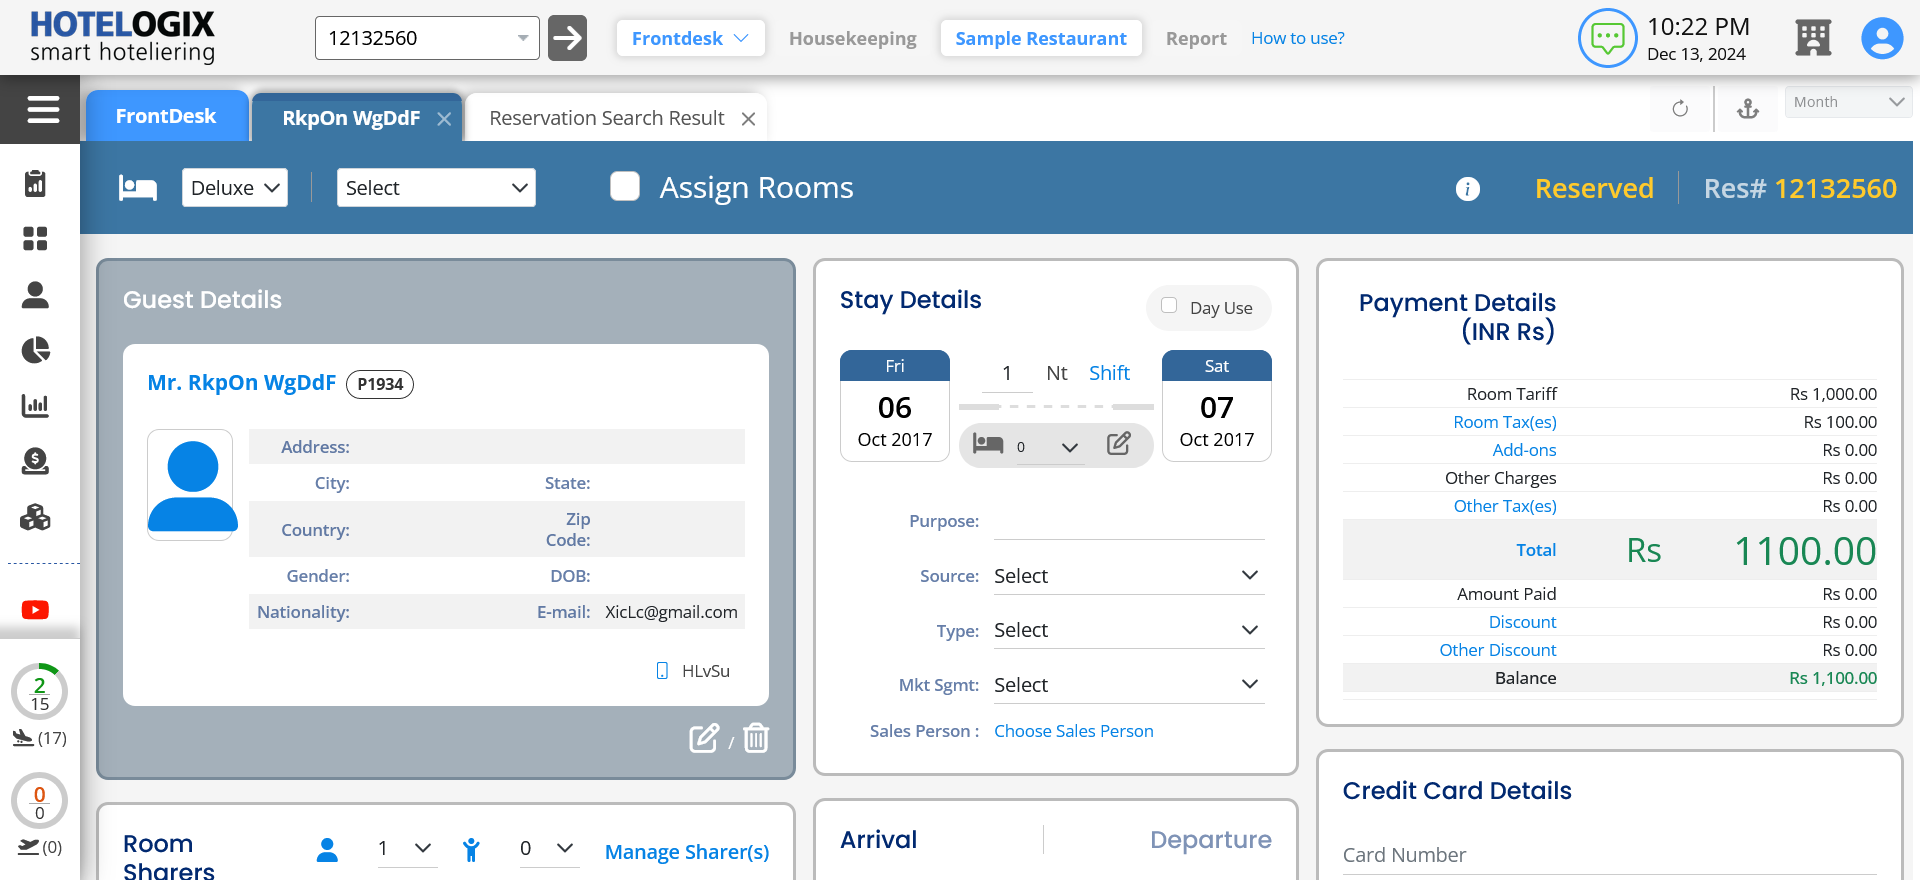 HOTELOGIX
smart hoteliering
12132560
Frontdesk
Housekeeping
Sample Restaurant
Report
How to use?
10:22 PM
Dec 13, 2024
FrontDesk
RkpOn WgDdF
Reservation Search Result
Month
Deluxe
Select
Assign Rooms
i
Reserved
Res# 12132560
Guest Details
Mr. RkpOn WgDdF
P1934
Address:
City:
State:
Country:
Zip
Code:
Gender:
DOB:
Nationality:
E-mail: XicLc@gmail.com
HLvSu
/
Room
Sharers
1
0
Manage Sharer(s)
Stay Details
Day Use
Fri
06
Oct 2017
1 Nt Shift
0
Sat
07
Oct 2017
Purpose:
Source: Select
Type: Select
Mkt Sgmt: Select
Sales Person : Choose Sales Person
Arrival
Departure
Payment Details
(INR Rs)
Room Tariff Rs 1,000.00
Room Tax(es) Rs 100.00
Add-ons Rs 0.00
Other Charges Rs 0.00
Other Tax(es) Rs 0.00
Total Rs 1100.00
Amount Paid Rs 0.00
Discount Rs 0.00
Other Discount Rs 0.00
Balance Rs 1,100.00
Credit Card Details
Card Number
2
15
(17)
0
0
(0)